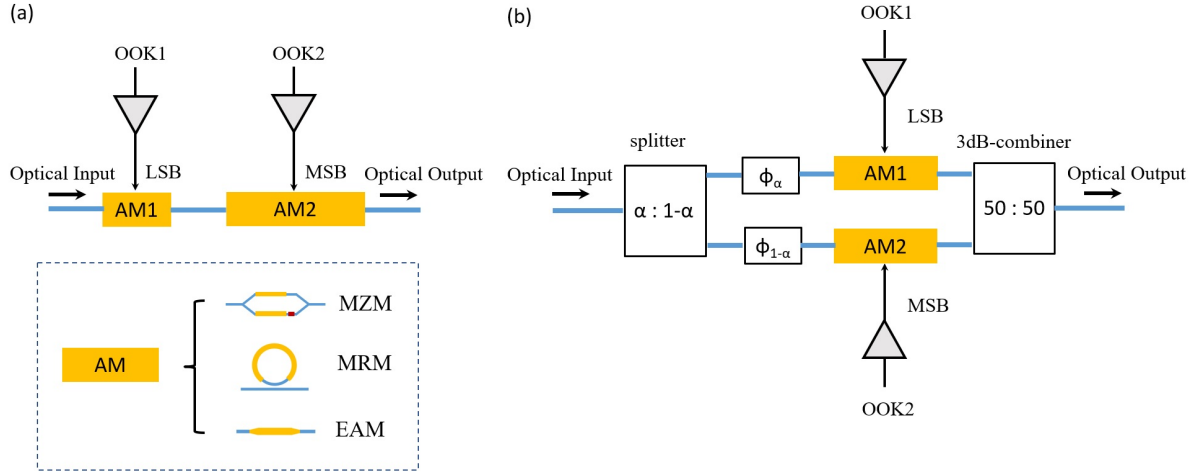 (a)
OOK1
OOK2
LSB
MSB
Optical Input
Optical Output
AM1
AM2
AM
MZM
MRM
EAM
(b)
OOK1
LSB
splitter
3dB-combiner
Optical Input
Optical Output
α : 1-α
ϕα
AM1
50 : 50
ϕ1-α
AM2
MSB
OOK2